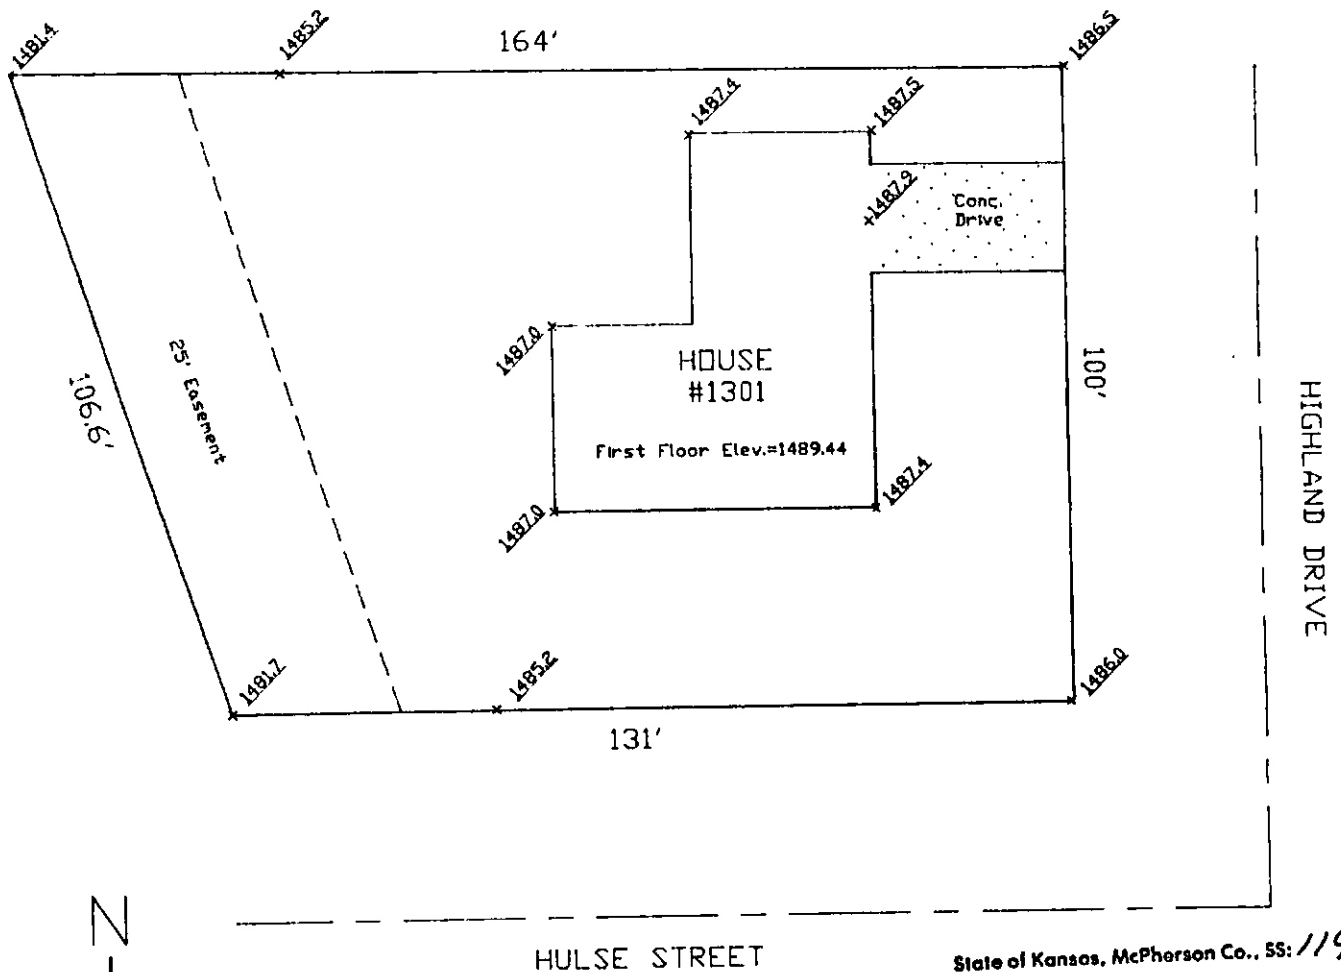 1481.4
1485.2
164'
1486.5
1487.4
1487.5
1487.9
Conc.
Drive
1487.0
HOUSE
#1301
First Floor Elev.=1489.44
25' Easement
106.6'
100'
HIGHLAND DRIVE
1487.0
1487.4
1481.7
1485.2
1486.0
131'
N
HULSE STREET
State of Kansas, McPherson Co., SS: